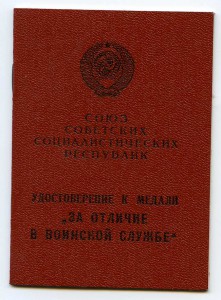 СОЮЗ
СОВЕТСКИХ
СОЦИАЛИСТИЧЕСКИХ
РЕСПУБЛИК
УДОСТОВЕРЕНИЕ К МЕДАЛИ
„ЗА ОТЛИЧИЕ
В ВОИНСКОЙ СЛУЖБЕ“